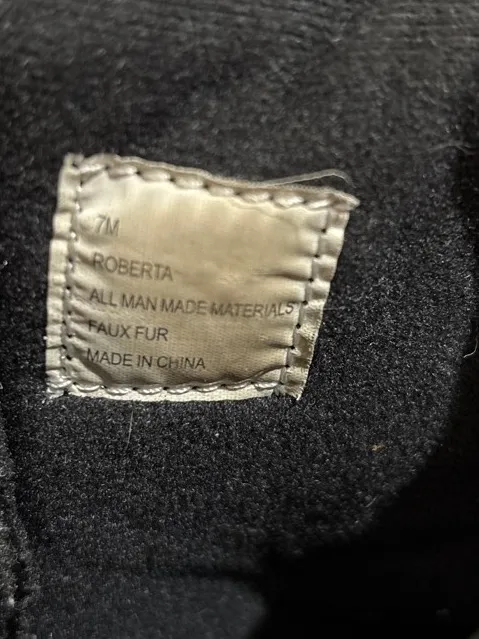 7M
ROBERTA
ALL MAN MADE MATERIALS
FAUX FUR
MADE IN CHINA